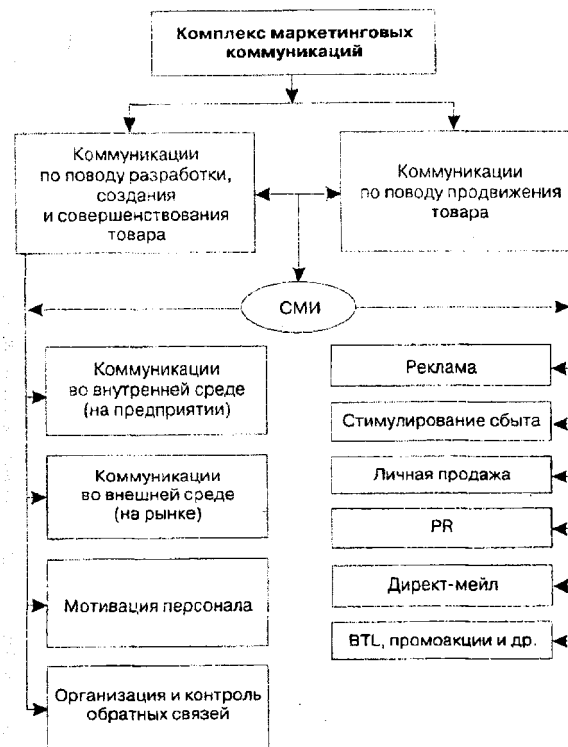 Комплекс маркетинговых
коммуникаций
Коммуникации
по поводу разработки,
создания
и совершенствования
товара
Коммуникации
по поводу продвижения
товара
СМИ
Коммуникации
во внутренней среде
(на предприятии)
Коммуникации
во внешней среде
(на рынке)
Мотивация персонала
Организация и контроль
обратных связей
Реклама
Стимулирование сбыта
Личная продажа
PR
Директ-мейл
BTL, промоакции и др.